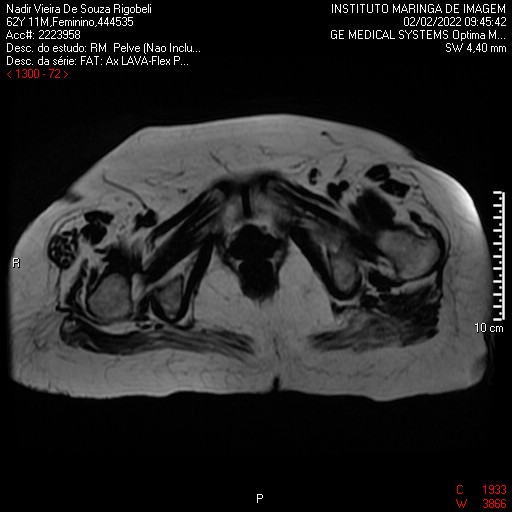 Nadir Vieira De Souza Rigobeli
62Y 11M,Feminino,444535
Acc#: 2223958
Desc. do estudo: RM  Pelve (Nao Inclu...
Desc. da série: FAT: Ax LAVA-Flex P...
< 1300 - 72 >
INSTITUTO MARINGA DE IMAGEM
02/02/2022 09:45:42
GE MEDICAL SYSTEMS Optima M...
SW 4,40 mm
R
10 cm
P
C 1933
W 3866